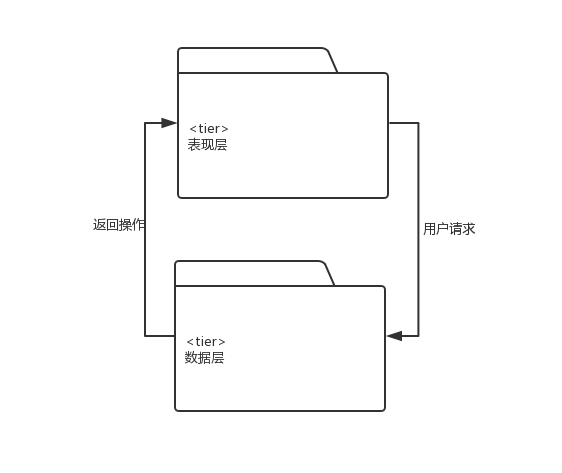 <tier>
表现层
返回操作
用户请求
<tier>
数据层